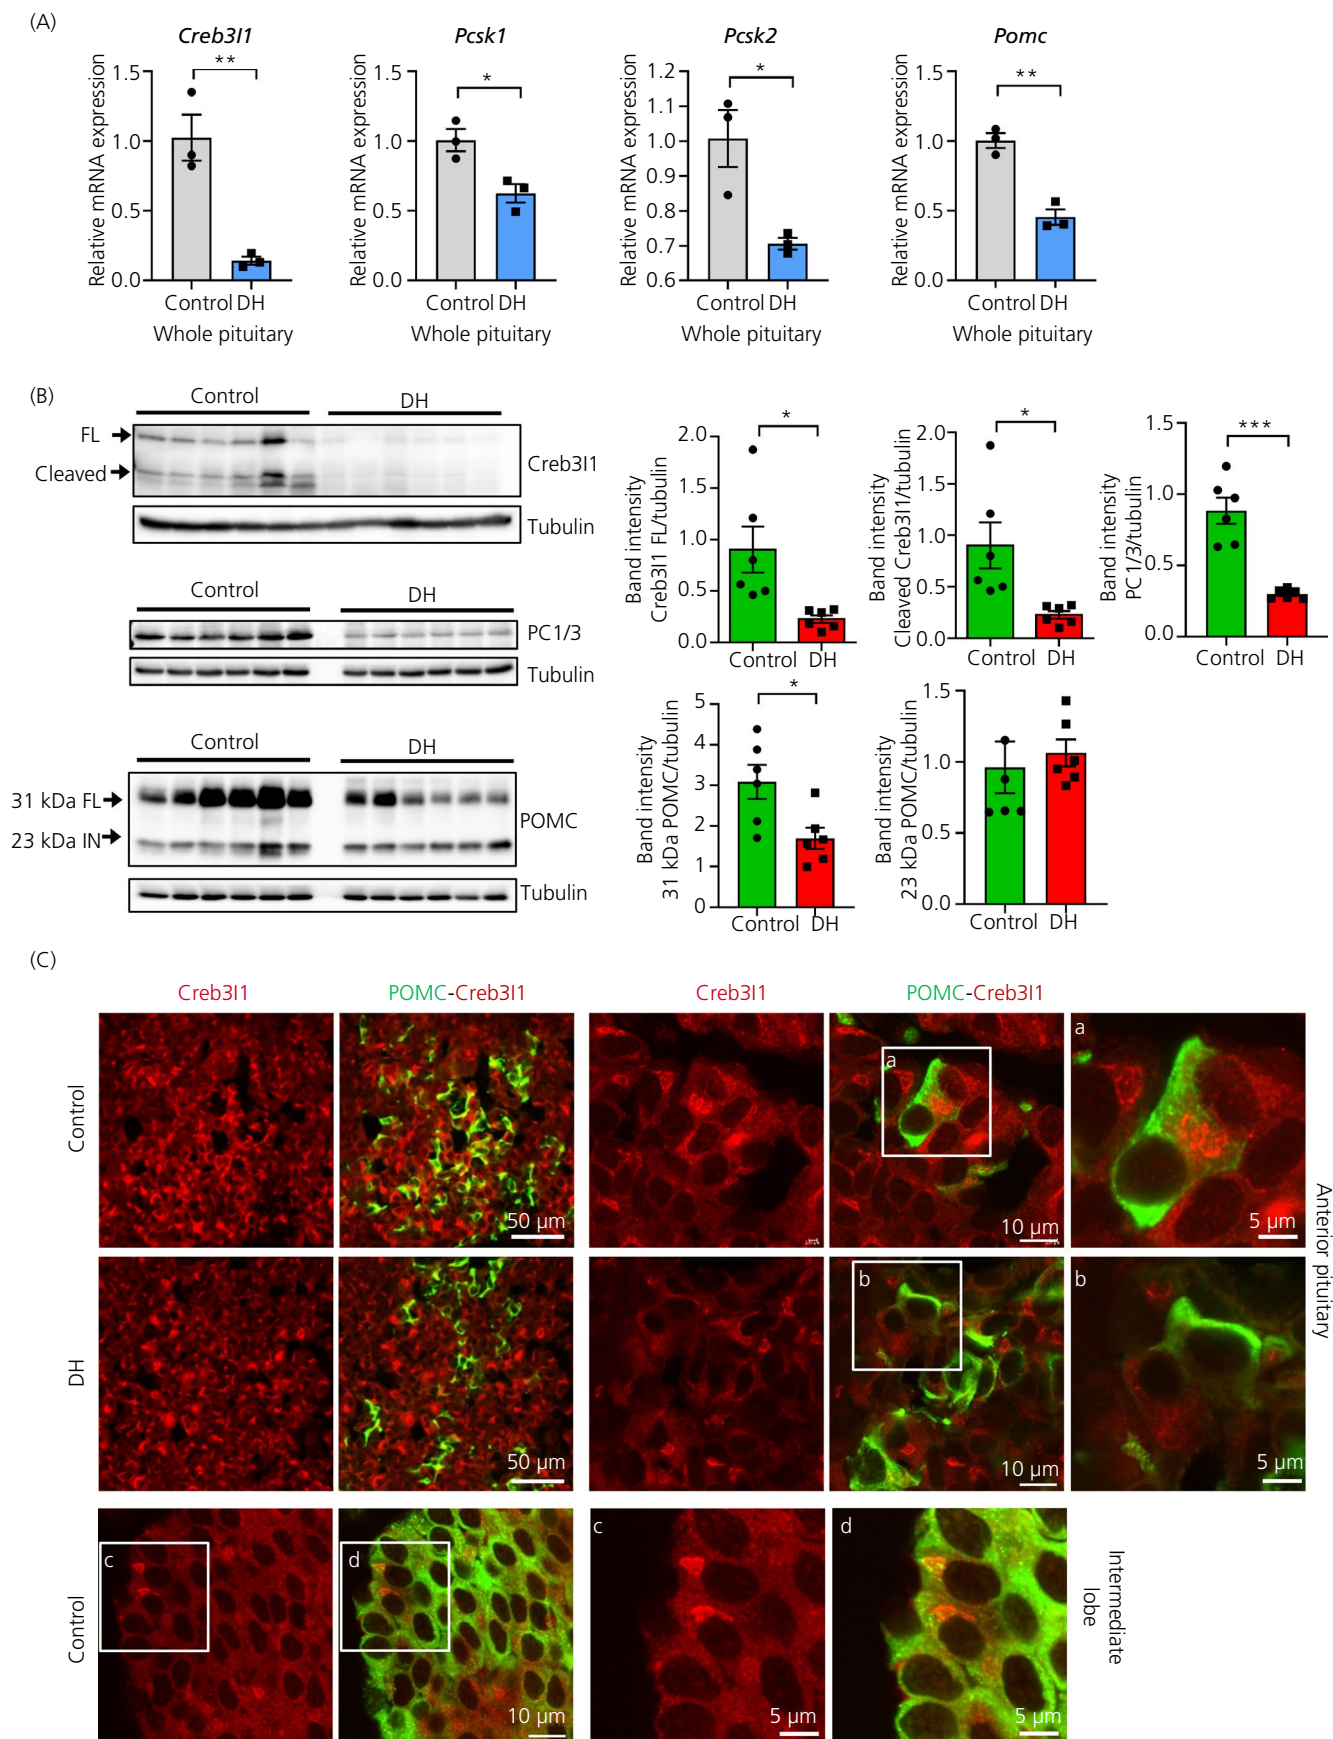 (A)
Creb3l1
Pcsk1
Pcsk2
Pomc
**
*
*
**
Relative mRNA expression
1.5
1.0
0.5
0.0
Relative mRNA expression
1.5
1.0
0.5
0.0
Relative mRNA expression
1.2
1.1
1.0
0.9
0.8
0.7
0.6
Relative mRNA expression
1.5
1.0
0.5
0.0
Control DH
Control DH
Control DH
Control DH
Whole pituitary
Whole pituitary
Whole pituitary
Whole pituitary
(B)
Control
DH
FL
Cleaved
Creb3l1
Tubulin
Control
DH
PC1/3
Tubulin
Control
DH
31 kDa FL
23 kDa IN
POMC
Tubulin
*
Band intensity
Creb3l1 FL/tubulin
2.0
1.5
1.0
0.5
0.0
Control DH
*
Band intensity
Cleaved Creb3l1/tubulin
2.0
1.5
1.0
0.5
0.0
Control DH
***
Band intensity
PC1/3/tubulin
1.5
1.0
0.5
0.0
Control DH
*
Band intensity
31 kDa POMC/tubulin
5
4
3
2
1
0
Control DH
Band intensity
23 kDa POMC/tubulin
1.5
1.0
0.5
0.0
Control DH
(C)
Creb3l1
POMC-Creb3l1
Creb3l1
POMC-Creb3l1
Control
50 µm
a
10 µm
a
5 µm
DH
50 µm
b
10 µm
b
5 µm
Anterior pituitary
Control
c
d
10 µm
c
5 µm
d
5 µm
Intermediate
lobe